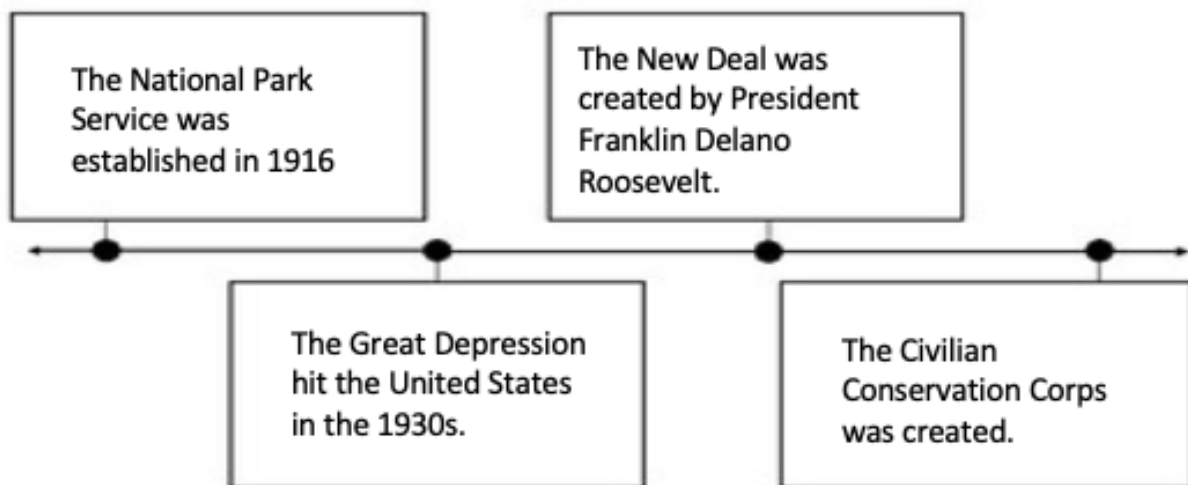 The National Park
Service was
established in 1916
The Great Depression
hit the United States
in the 1930s.
The New Deal was
created by President
Franklin Delano
Roosevelt.
The Civilian
Conservation Corps
was created.